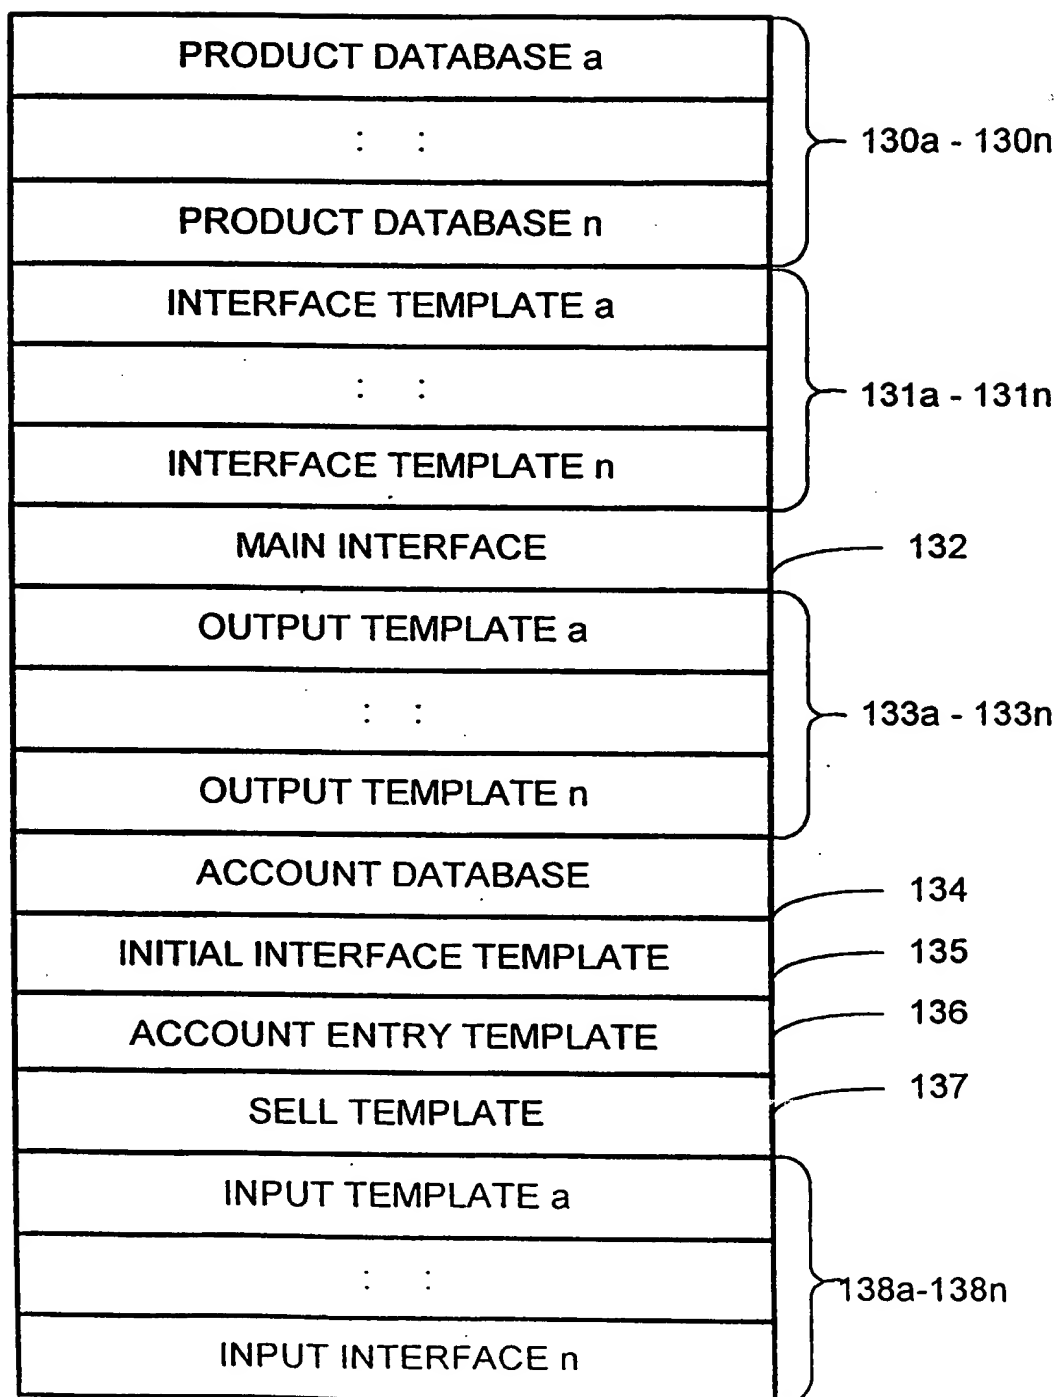 PRODUCT DATABASE a
: :
130a - 130n
PRODUCT DATABASE n
INTERFACE TEMPLATE a
: :
131a - 131n
INTERFACE TEMPLATE n
MAIN INTERFACE
132
OUTPUT TEMPLATE a
: :
133a - 133n
OUTPUT TEMPLATE n
ACCOUNT DATABASE
134
INITIAL INTERFACE TEMPLATE
135
ACCOUNT ENTRY TEMPLATE
136
SELL TEMPLATE
137
INPUT TEMPLATE a
: :
138a-138n
INPUT INTERFACE n